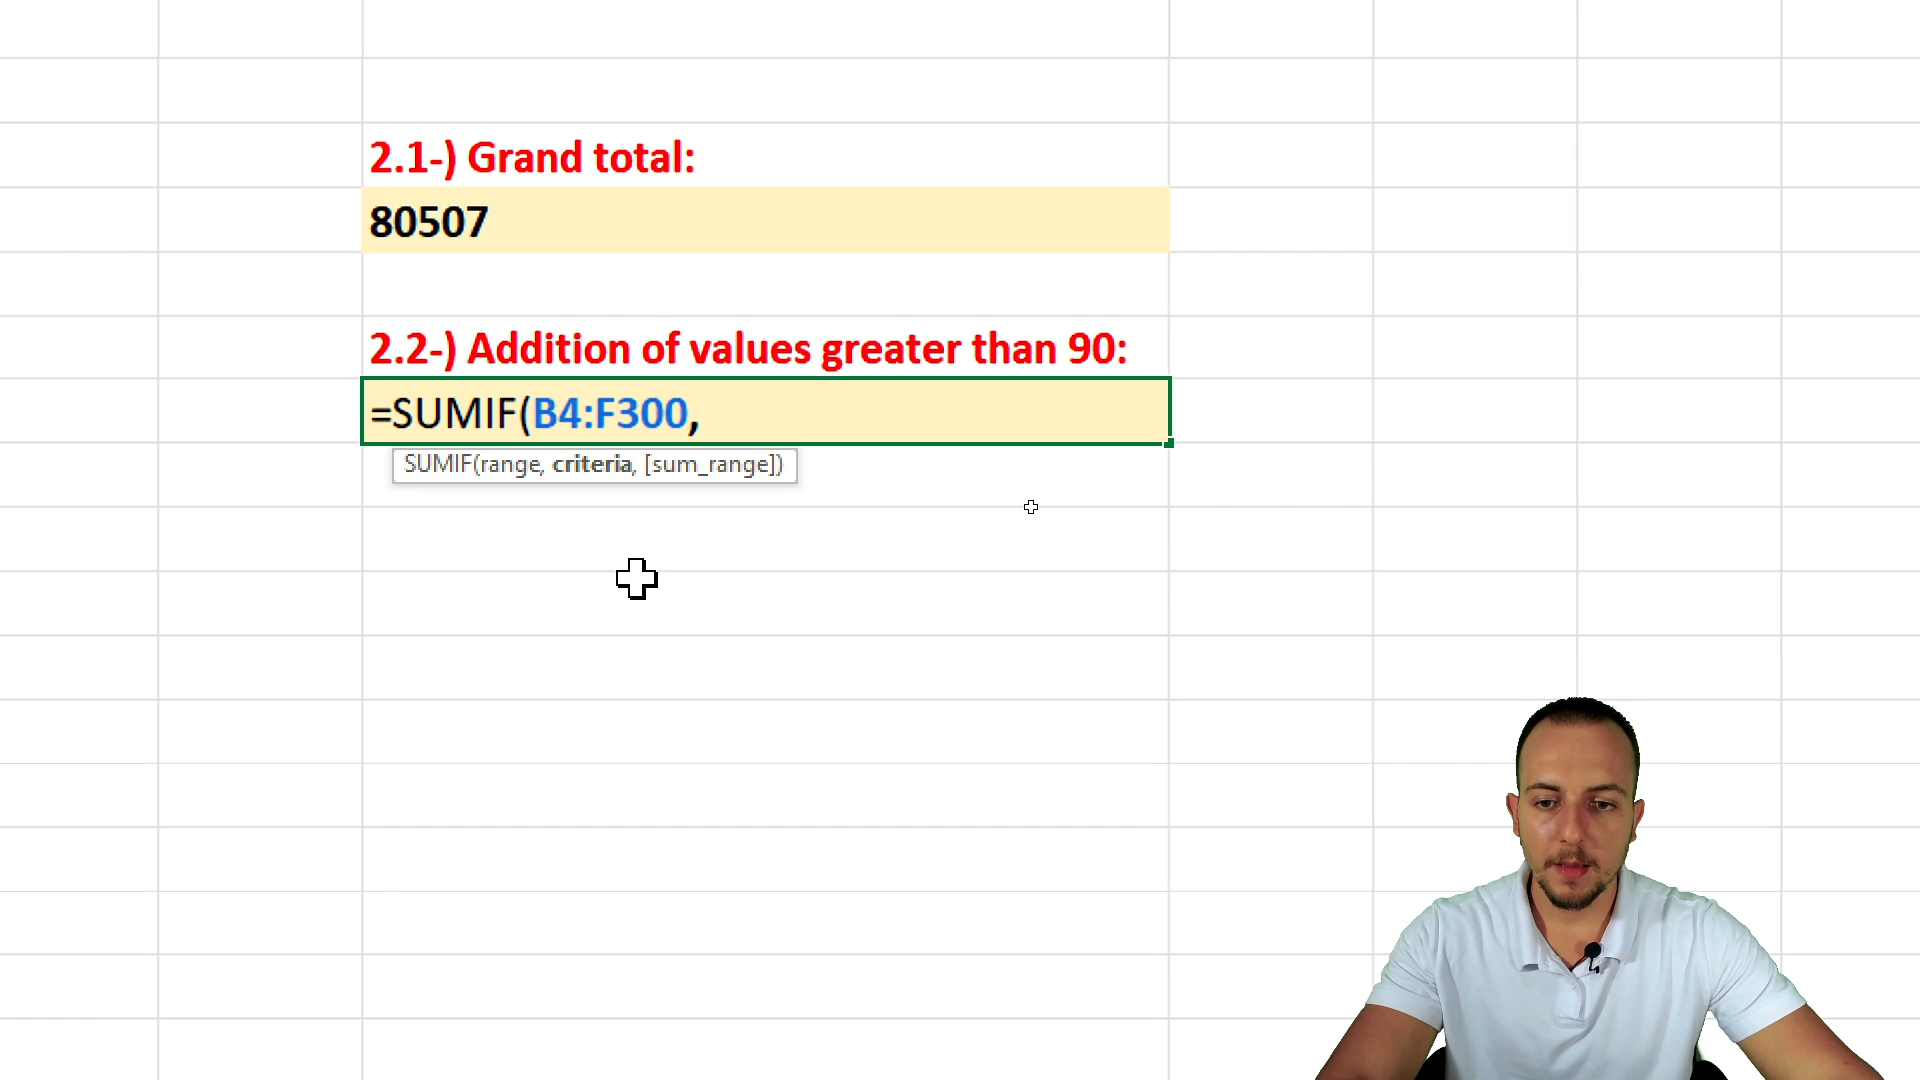 2.1-) Grand total:
80507
2.2-) Addition of values greater than 90:
=SUMIF(B4:F300,
SUMIF(range, criteria, [sum_range])